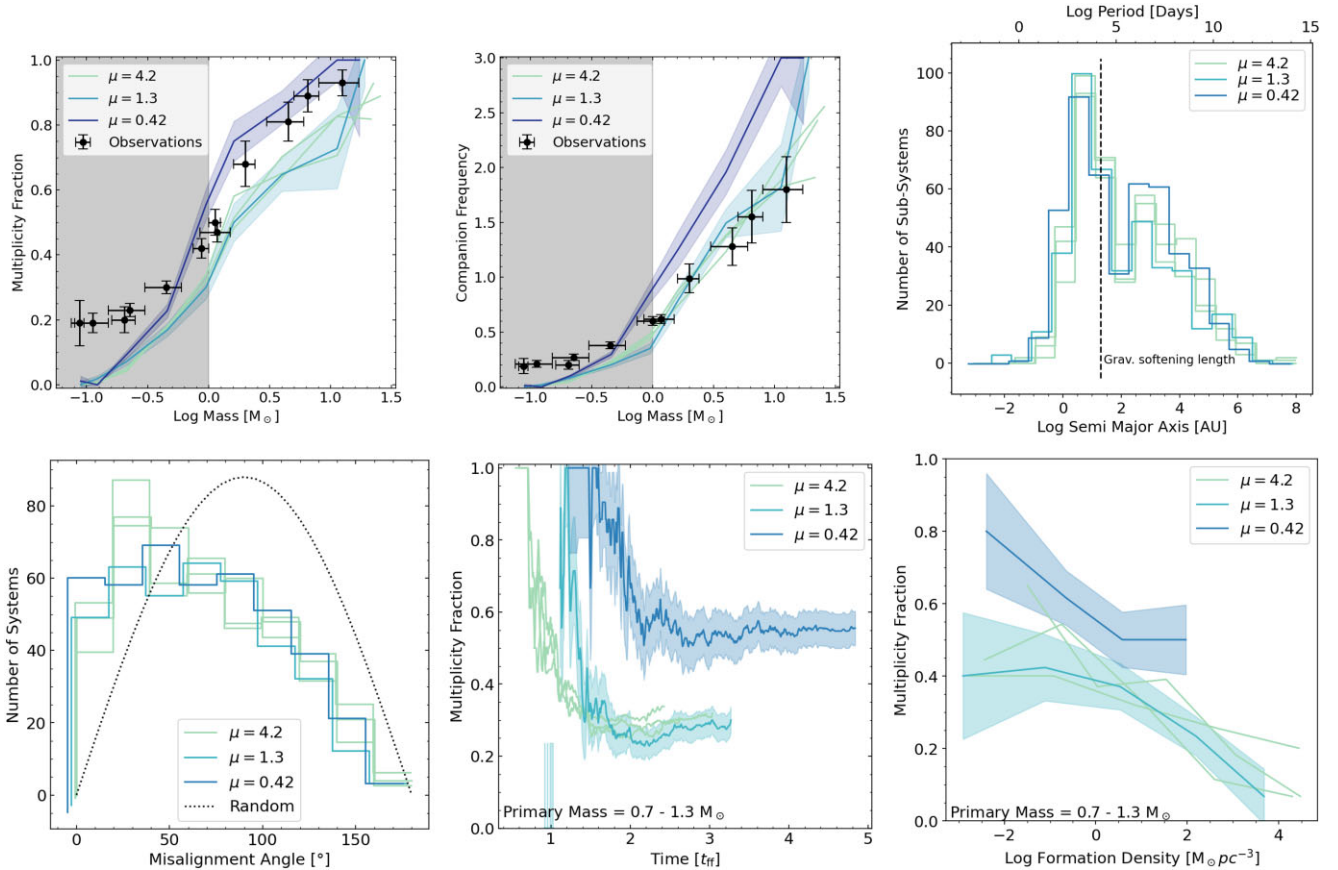 Multiplicity Fraction
1.0
0.8
0.6
0.4
0.2
0.0
μ = 4.2
μ = 1.3
μ = 0.42
Observations
−1.0 −0.5 0.0 0.5 1.0 1.5
Log Mass [M⊙]
Companion Frequency
3.0
2.5
2.0
1.5
1.0
0.5
0.0
μ = 4.2
μ = 1.3
μ = 0.42
Observations
−1.0 −0.5 0.0 0.5 1.0 1.5
Log Mass [M⊙]
Log Period [Days]
0 5 10 15
Number of Sub-Systems
100
80
60
40
20
0
μ = 4.2
μ = 1.3
μ = 0.42
Grav. softening length
−2 0 2 4 6 8
Log Semi Major Axis [AU]
Number of Systems
80
60
40
20
0
μ = 4.2
μ = 1.3
μ = 0.42
Random
0 50 100 150
Misalignment Angle [°]
Multiplicity Fraction
1.0
0.8
0.6
0.4
0.2
0.0
μ = 4.2
μ = 1.3
μ = 0.42
Primary Mass = 0.7 - 1.3 M⊙
1 2 3 4 5
Time [tff]
Multiplicity Fraction
1.0
0.8
0.6
0.4
0.2
0.0
μ = 4.2
μ = 1.3
μ = 0.42
Primary Mass = 0.7 - 1.3 M⊙
−2 0 2 4
Log Formation Density [M⊙ pc−3]